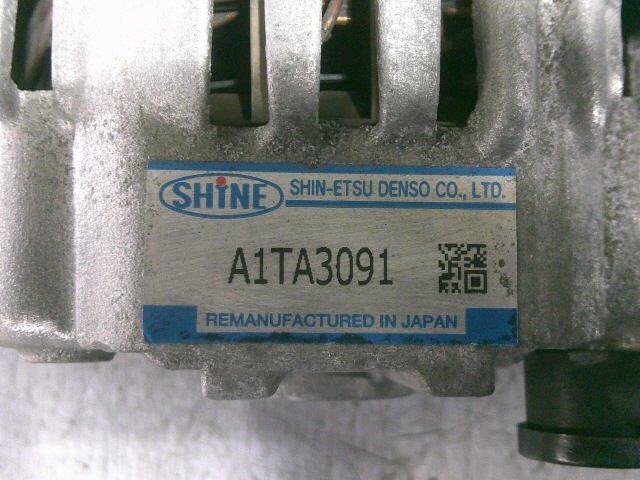 SHiNE
SHIN-ETSU DENSO CO., LTD.
A1TA3091
REMANUFACTURED IN JAPAN